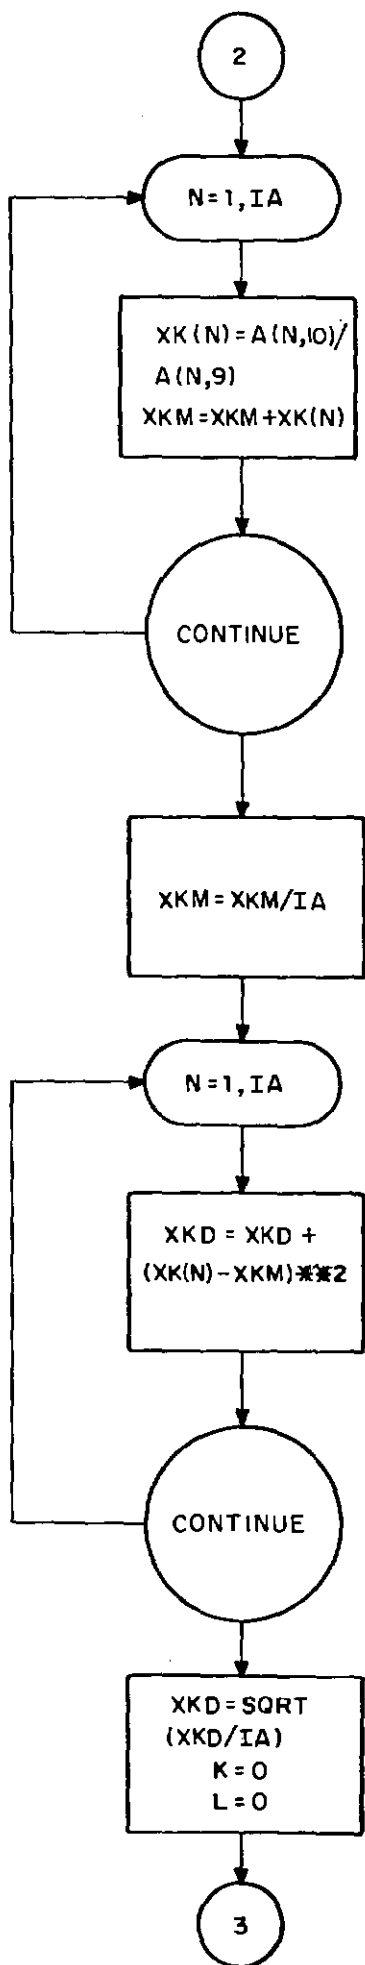 2
N=1, IA
XK(N)=A(N,10)/
A(N,9)
XKM=XKM+XK(N)
CONTINUE
XKM=XKM/IA
N=1, IA
XKD = XKD +
(XK(N)-XKM)**2
CONTINUE
XKD=SQRT
(XKD/IA)
K=0
L=0
3